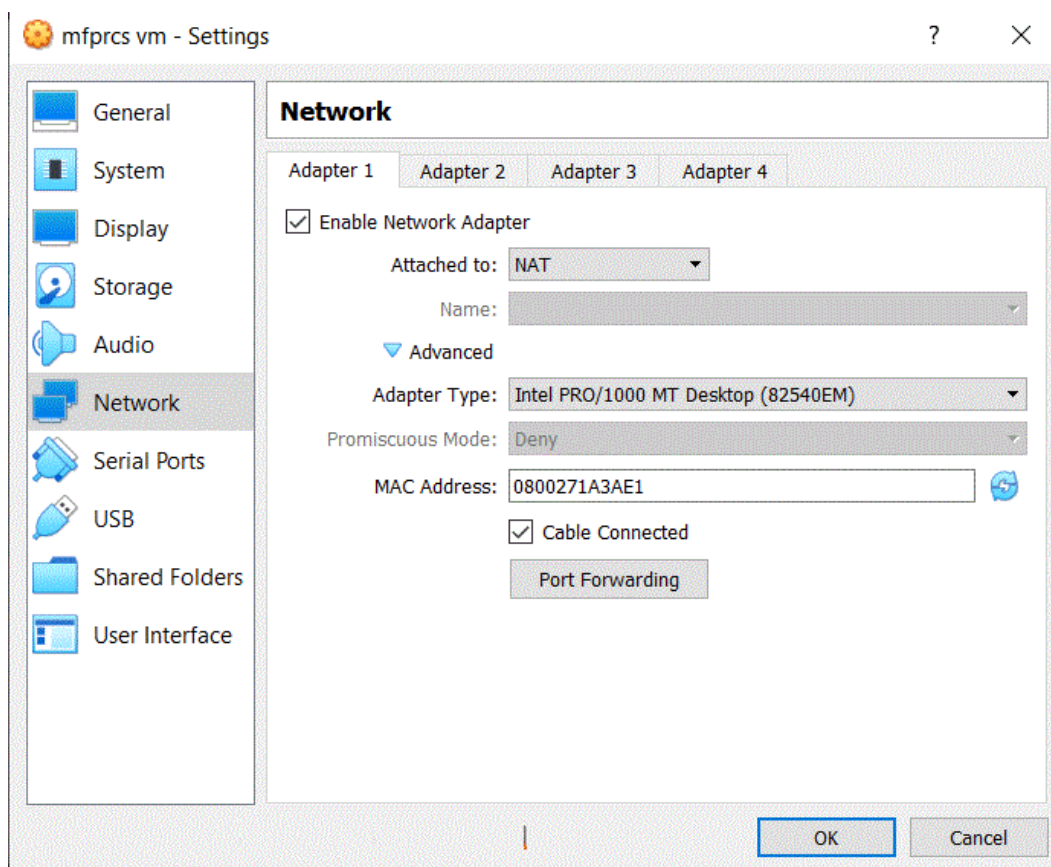 mfprcs vm - Settings
?
General
System
Display
Storage
Audio
Network
Serial Ports
USB
Shared Folders
User Interface
Network
Adapter 1 Adapter 2 Adapter 3 Adapter 4
Enable Network Adapter
Attached to: NAT
Name:
Advanced
Adapter Type: Intel PRO/1000 MT Desktop (82540EM)
Promiscuous Mode: Deny
MAC Address: 0800271A3AE1
Cable Connected
Port Forwarding
OK Cancel